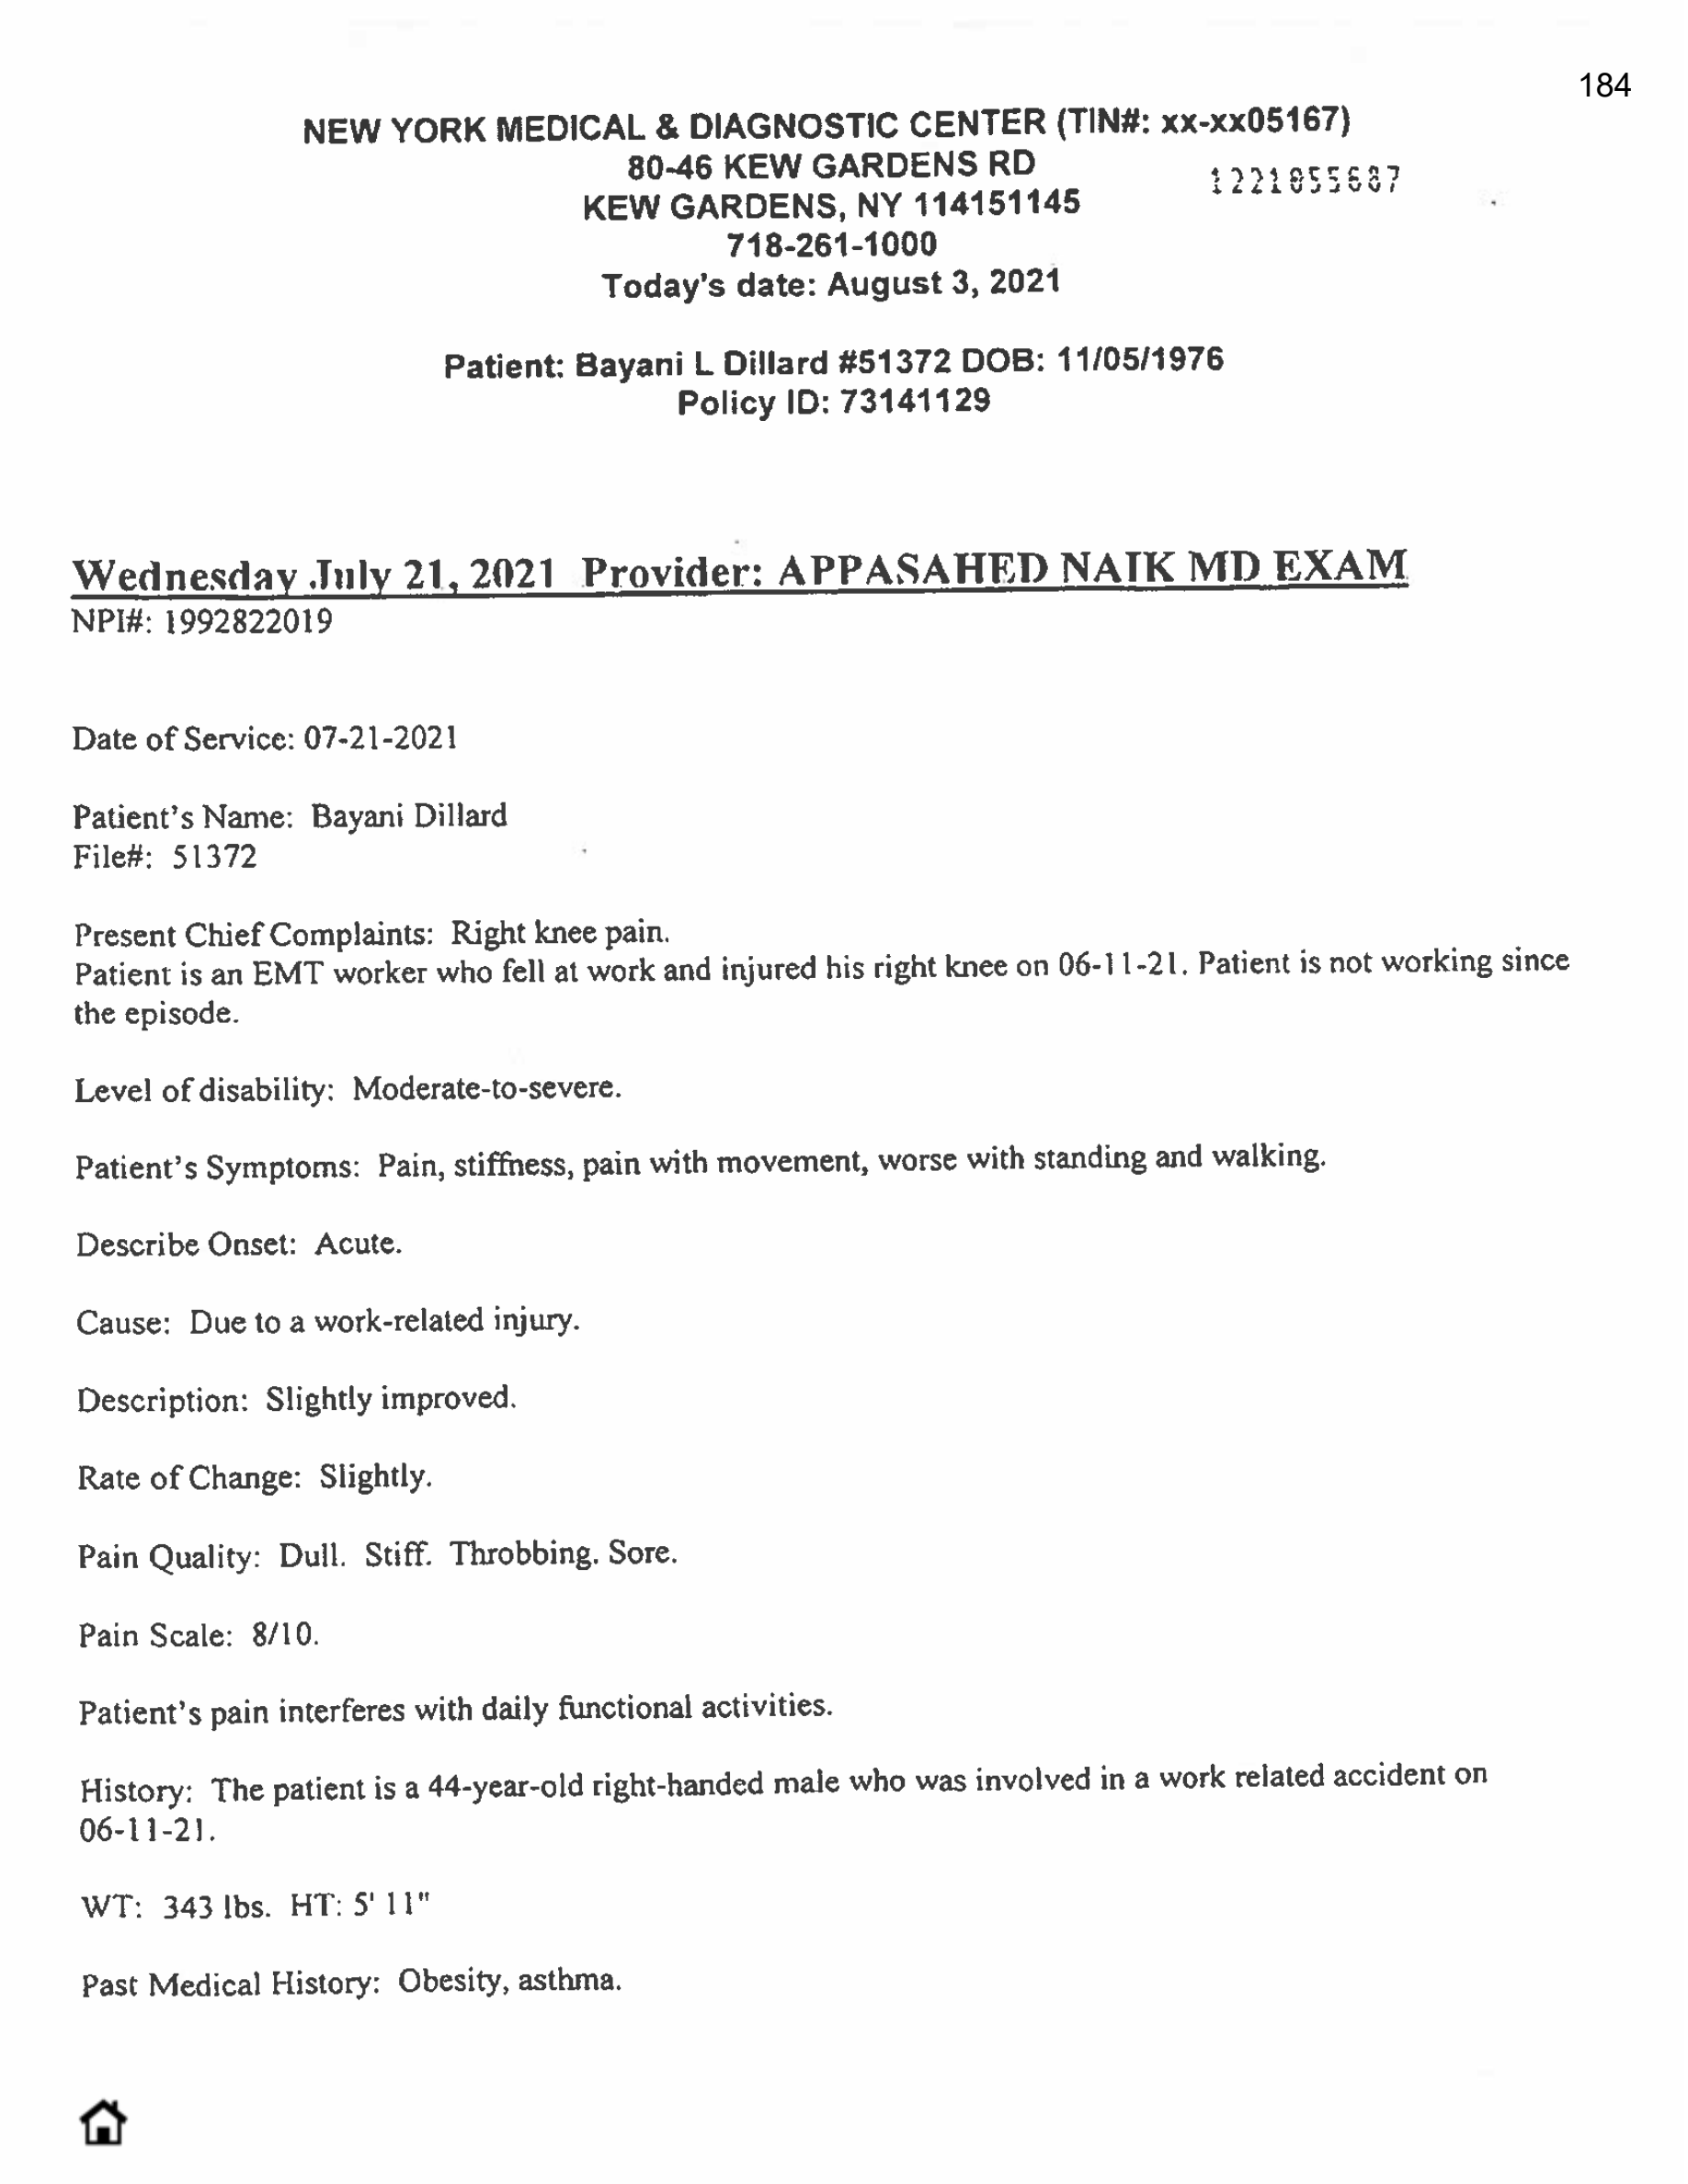 184
NEW YORK MEDICAL & DIAGNOSTIC CENTER (TIN#: xx-xx05167)
80-46 KEW GARDENS RD
1221055687
KEW GARDENS, NY 114151145
718-261-1000
Today's date: August 3, 2021
Patient: Bayani L Dillard #51372 DOB: 11/05/1976
Policy ID: 73141129
Wednesday July 21, 2021 Provider: APPASAHED NAIK MD EXAM
NPI#: 1992822019
Date of Service: 07-21-2021
Patient's Name: Bayani Dillard
File#: 51372
Present Chief Complaints: Right knee pain.
Patient is an EMT worker who fell at work and injured his right knee on 06-11-21. Patient is not working since
the episode.
Level of disability: Moderate-to-severe.
Patient's Symptoms: Pain, stiffness, pain with movement, worse with standing and walking.
Describe Onset: Acute.
Cause: Due to a work-related injury.
Description: Slightly improved.
Rate of Change: Slightly.
Pain Quality: Dull. Stiff. Throbbing. Sore.
Pain Scale: 8/10.
Patient's pain interferes with daily functional activities.
History: The patient is a 44-year-old right-handed male who was involved in a work related accident on
06-11-21.
WT: 343 lbs. HT: 5' 11"
Past Medical History: Obesity, asthma.